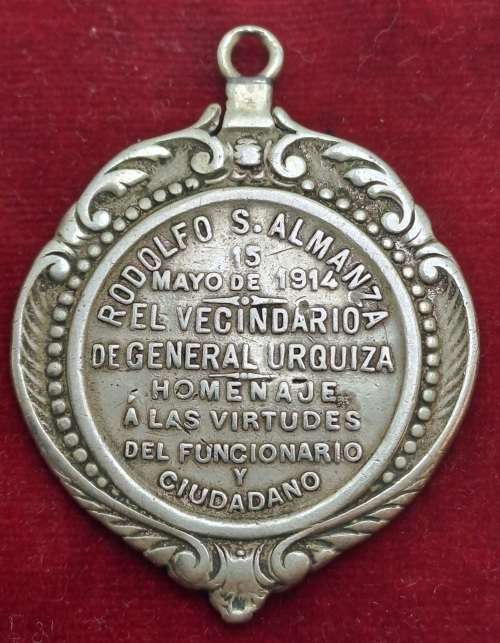 RODOLFO S. ALMANZA
15
MAYO DE 1914
EL VECINDARIO
DE GENERAL URQUIZA
HOMENAJE
Á LAS VIRTUDES
DEL FUNCIONARIO
Y
CIUDADANO